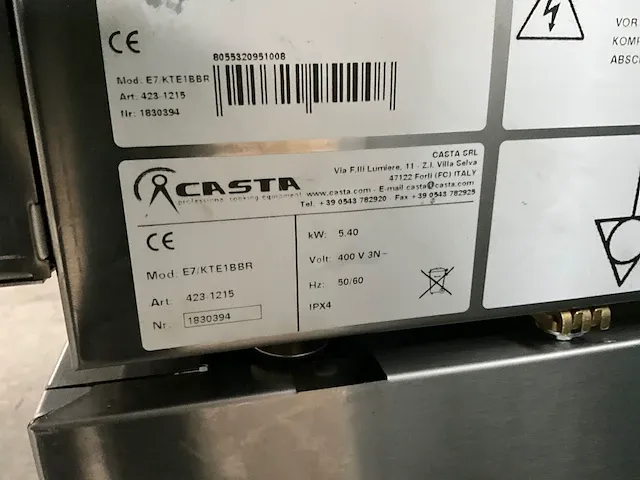 CE
8055320951008
Mod: E7/KTE1BBR
Art: 423-1215
Nr: 1830394
VOR
KOMP
ABSC
CASTA
professional cooking equipment
CASTA SRL
Via F.lli Lumiere, 11 - Z.I. Villa Selva
47122 Forlì (FC) ITALY
www.casta.com - E-mail casta@casta.com
Tel. +39 0543 782920 - Fax +39 0543 782925
CE
Mod: E7/KTE1BBR
Art: 423-1215
Nr. 1830394
kW: 5.40
Volt: 400 V 3N~
Hz: 50/60
IPX4